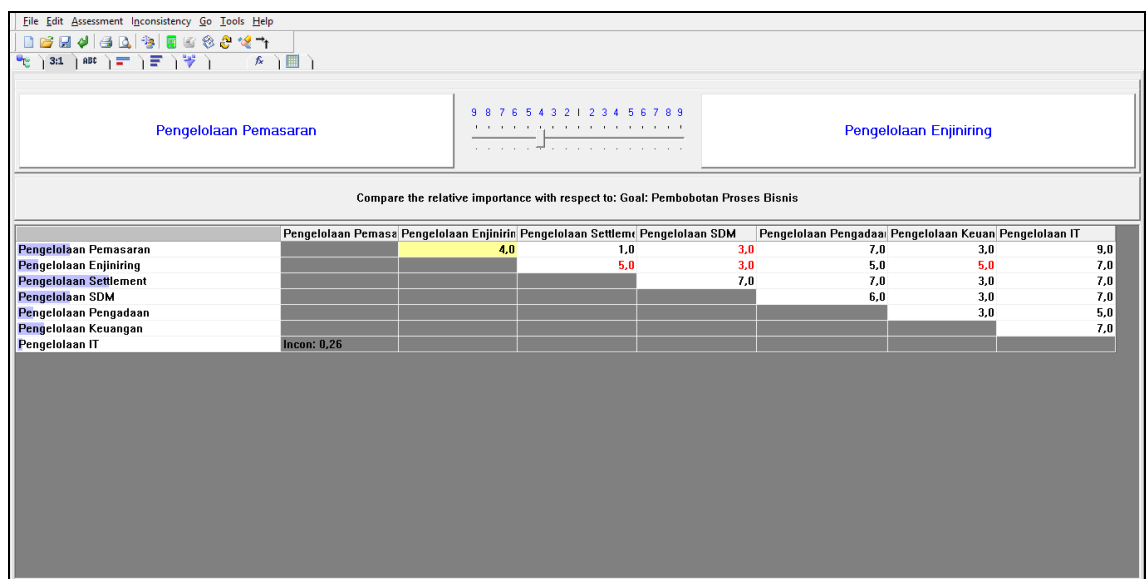 File Edit Assessment Inconsistency Go Tools Help
3:1 ABC fx
9 8 7 6 5 4 3 2 1 2 3 4 5 6 7 8 9
Pengelolaan Pemasaran Pengelolaan Enjiniring
Compare the relative importance with respect to: Goal: Pembobotan Proses Bisnis
Pengelolaan Pemasa Pengelolaan Enjinirin Pengelolaan Settleme Pengelolaan SDM Pengelolaan Pengadaa Pengelolaan Keuan Pengelolaan IT
Pengelolaan Pemasaran 4,0 1,0 3,0 7,0 3,0 9,0
Pengelolaan Enjiniring 5,0 3,0 5,0 5,0 7,0
Pengelolaan Settlement 7,0 7,0 3,0 7,0
Pengelolaan SDM 6,0 3,0 7,0
Pengelolaan Pengadaan 3,0 5,0
Pengelolaan Keuangan 7,0
Pengelolaan IT Incon: 0,26